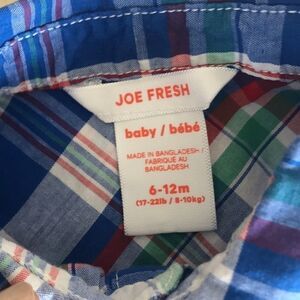 JOE FRESH
baby / bébé
MADE IN BANGLADESH /
FABRIQUÉ AU
BANGLADESH
6-12m
(17-22lb / 8-10kg)